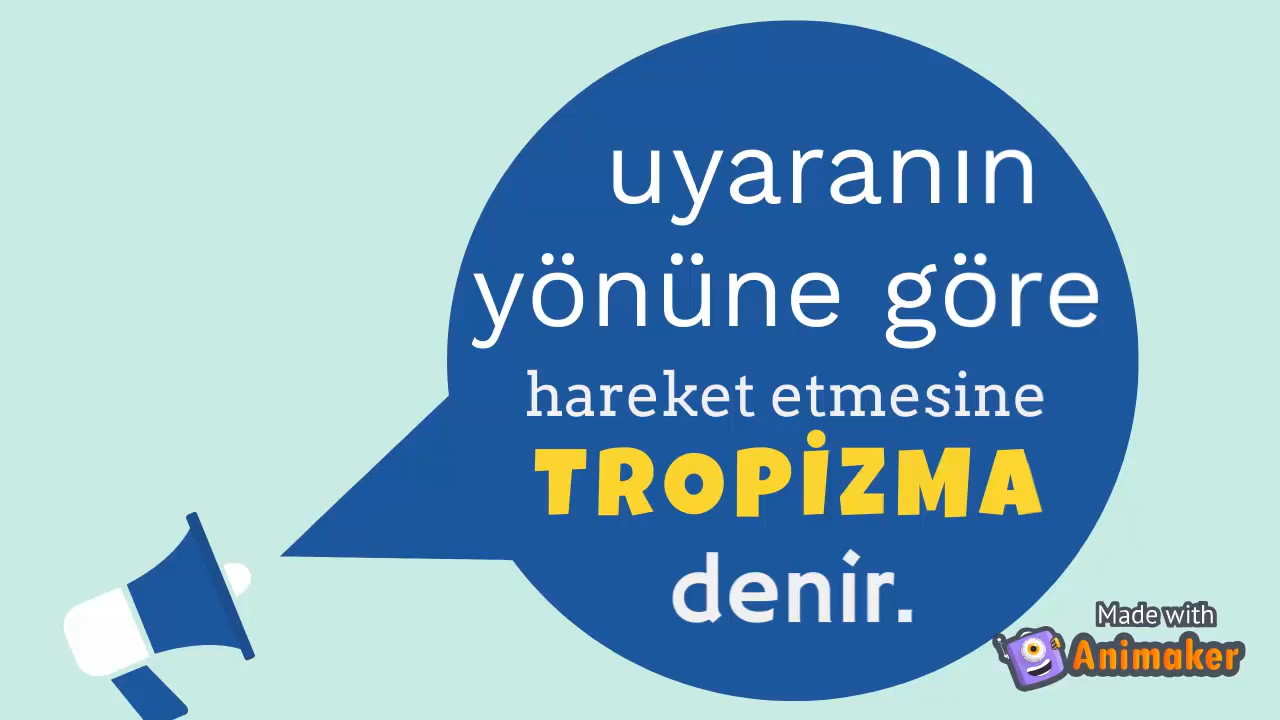 uyaranın
yönüne göre
hareket etmesine
TROPİZMA
denir.
Made with
Animaker